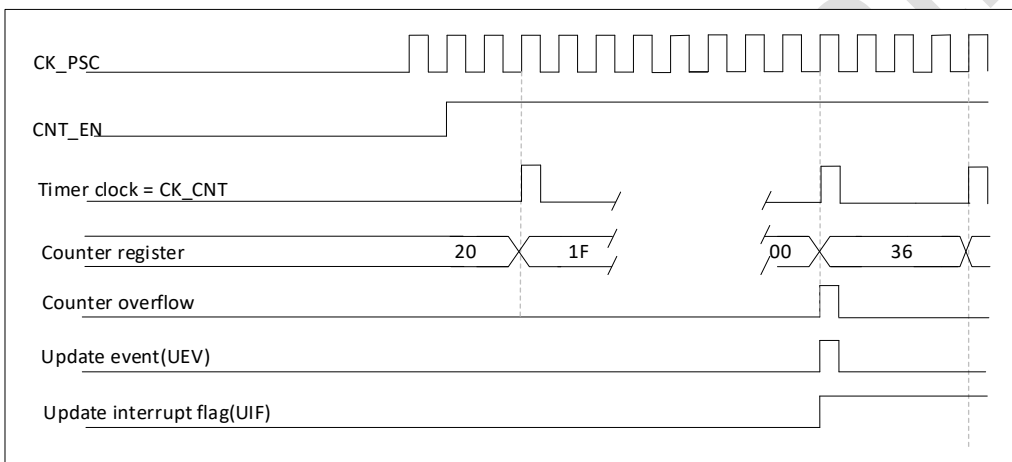 CK_PSC
CNT_EN
Timer clock = CK_CNT
Counter register 20 1F 00 36
Counter overflow
Update event(UEV)
Update interrupt flag(UIF)